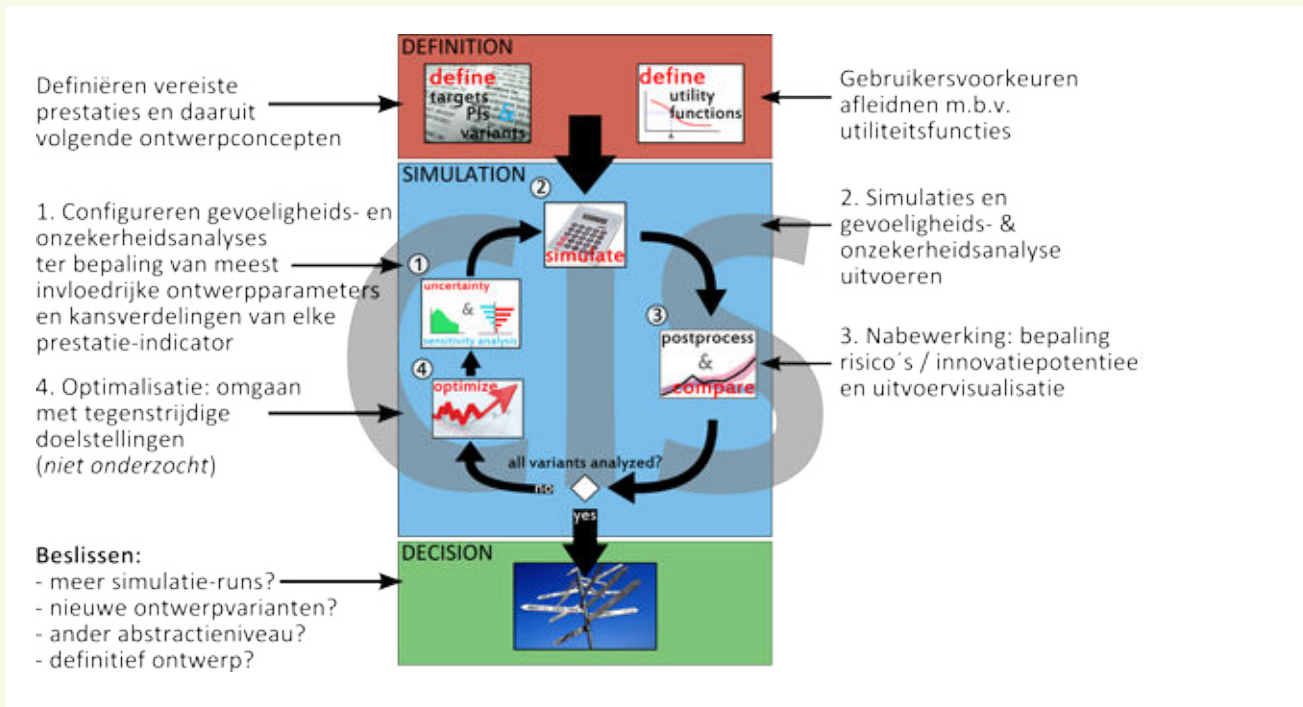 DEFINITION
define
targets
PIs &
variants
define
utility
functions
Definiëren vereiste
prestaties en daaruit
volgende ontwerpconcepten
Gebruikersvoorkeuren
afleidnen m.b.v.
utiliteitsfuncties
SIMULATION
2
simulate
1. Configureren gevoeligheids- en
onzekerheidsanalyses
ter bepaling van meest
invloedrijke ontwerpparameters
en kansverdelingen van elke
prestatie-indicator
2. Simulaties en
gevoeligheids- &
onzekerheidsanalyse
uitvoeren
1
uncertainty
&
sensitivity analysis
3
postprocess
&
compare
3. Nabewerking: bepaling
risico´s / innovatiepotentiee
en uitvoervisualisatie
4
optimize
4. Optimalisatie: omgaan
met tegenstrijdige
doelstellingen
(niet onderzocht)
CIS
all variants analyzed?
no
yes
DECISION
Beslissen:
- meer simulatie-runs?
- nieuwe ontwerpvarianten?
- ander abstractieniveau?
- definitief ontwerp?